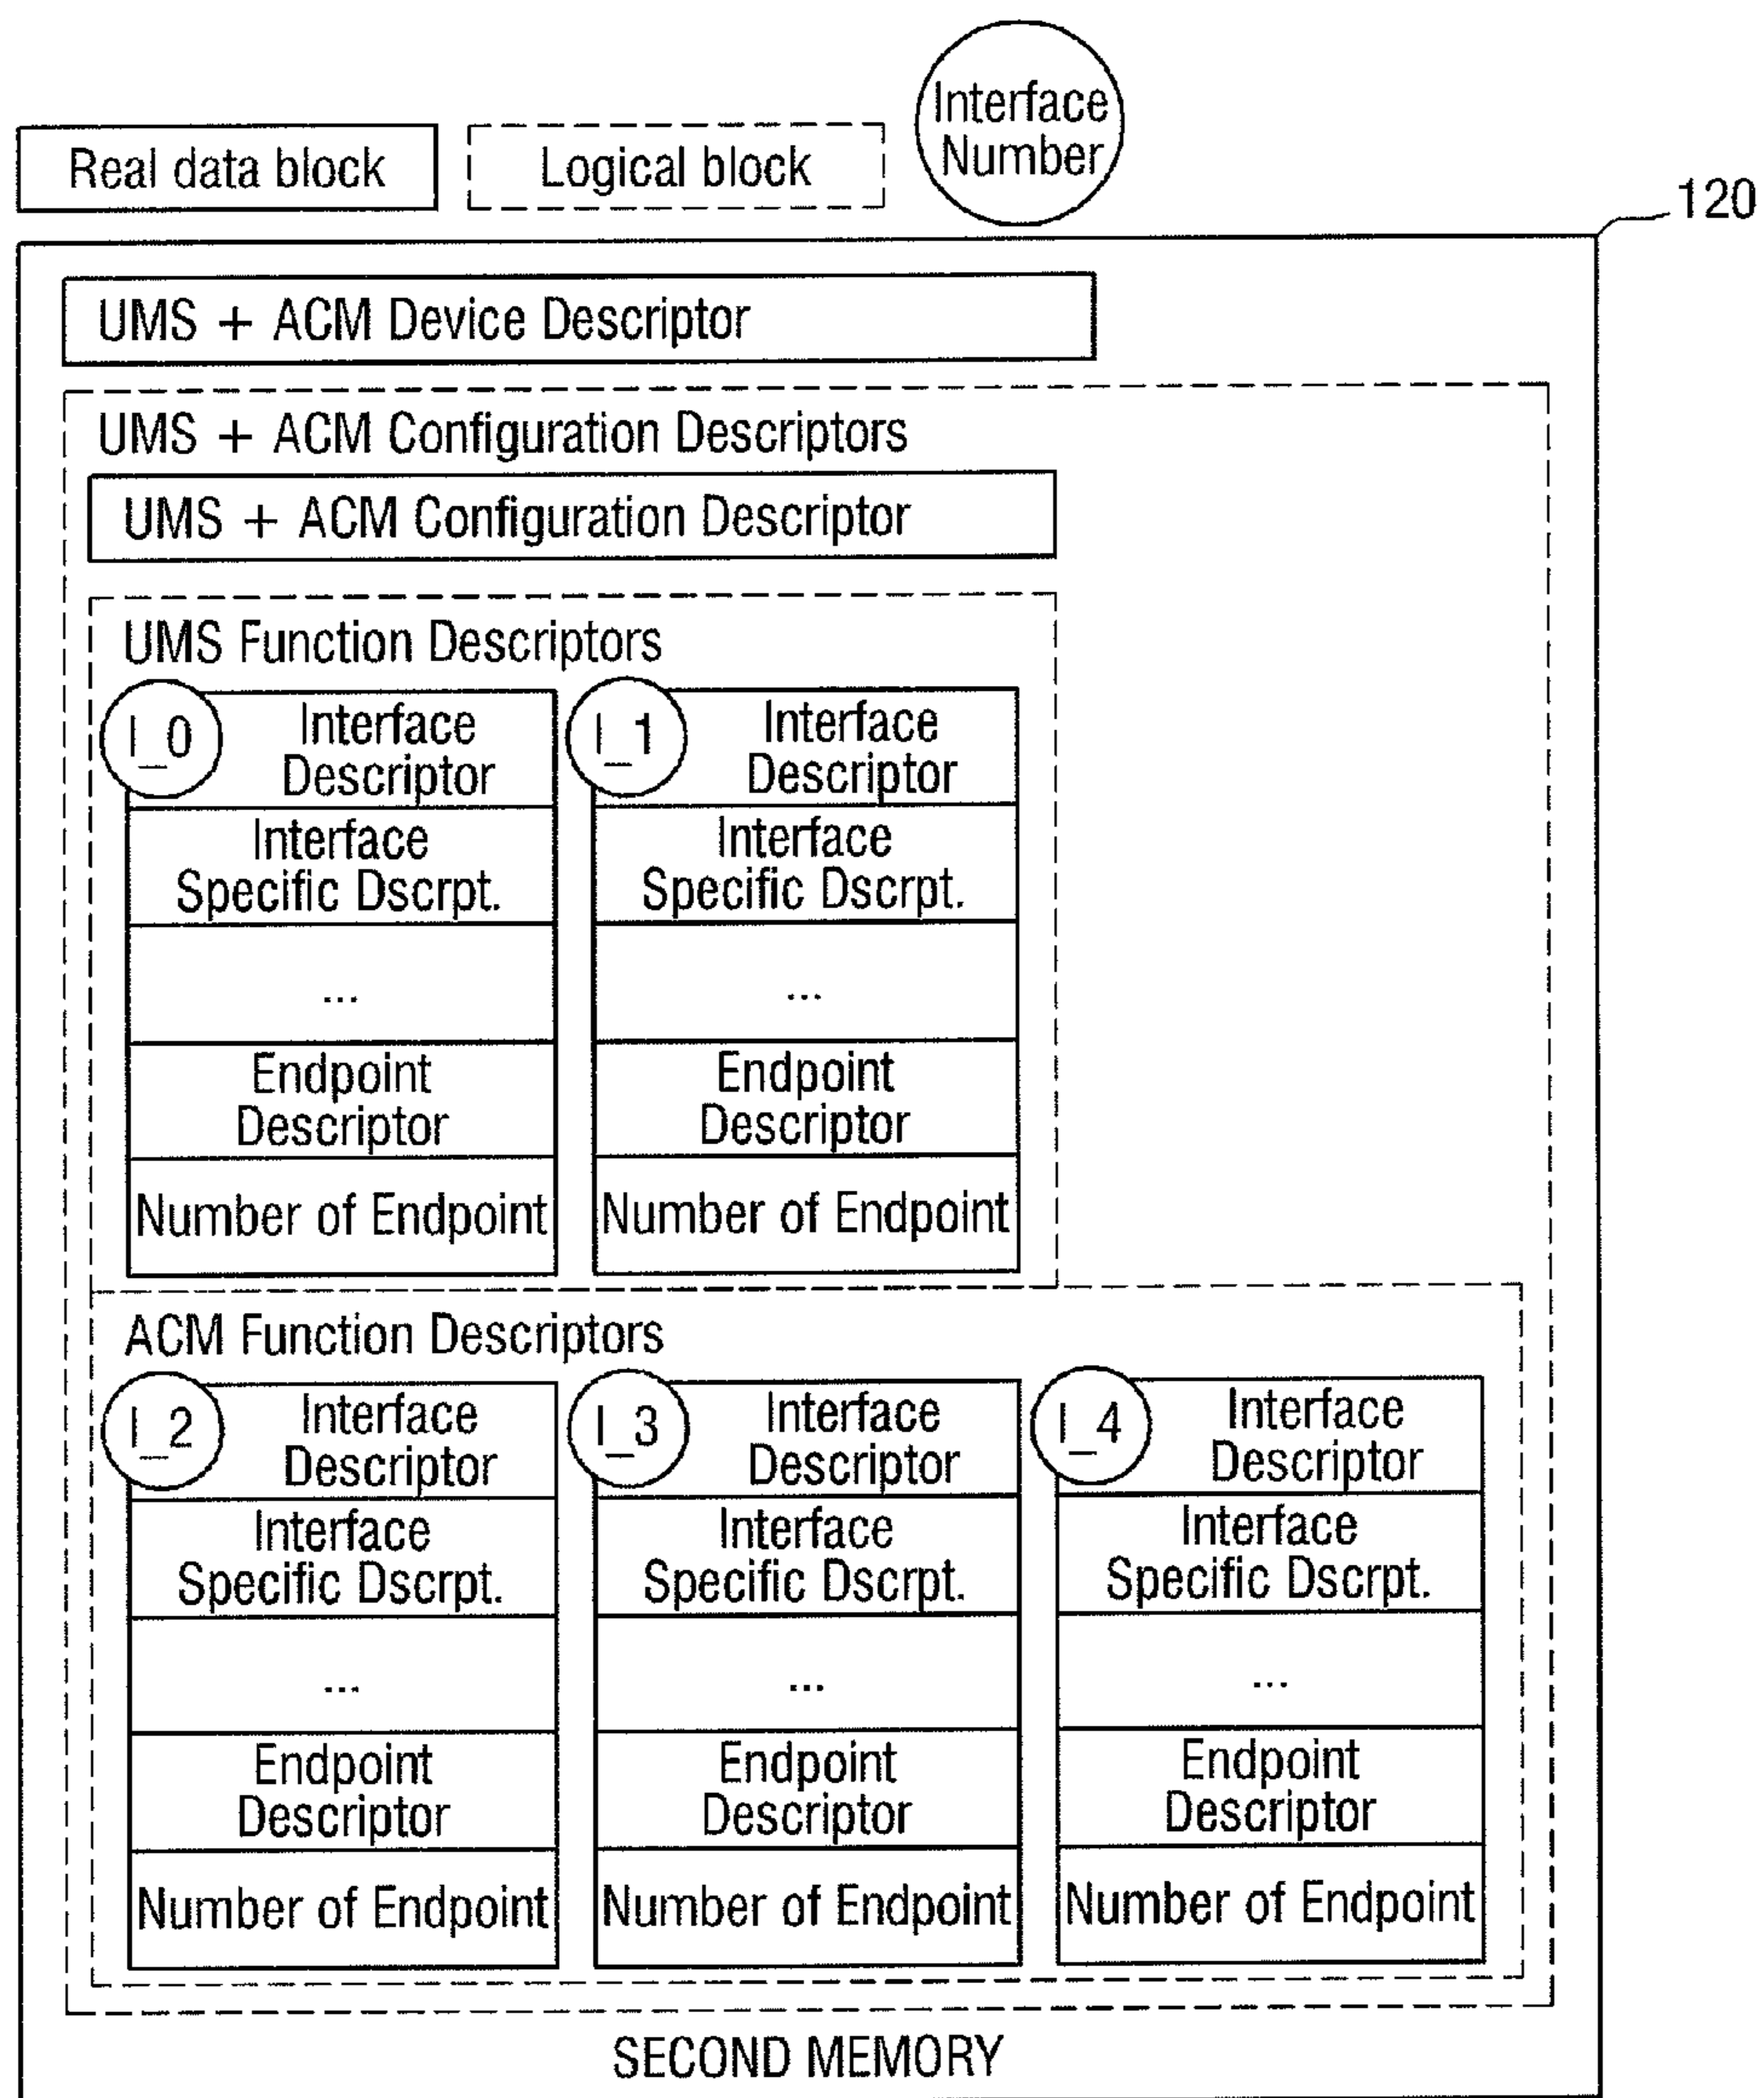 Interface
Number
Real data block
Logical block
120
UMS + ACM Device Descriptor
UMS + ACM Configuration Descriptors
UMS + ACM Configuration Descriptor
UMS Function Descriptors
I_0
Interface
Descriptor
Interface
Specific Dscrpt.
...
Endpoint
Descriptor
Number of Endpoint
I_1
Interface
Descriptor
Interface
Specific Dscrpt.
...
Endpoint
Descriptor
Number of Endpoint
ACM Function Descriptors
I_2
Interface
Descriptor
Interface
Specific Dscrpt.
...
Endpoint
Descriptor
Number of Endpoint
I_3
Interface
Descriptor
Interface
Specific Dscrpt.
...
Endpoint
Descriptor
Number of Endpoint
I_4
Interface
Descriptor
Interface
Specific Dscrpt.
...
Endpoint
Descriptor
Number of Endpoint
SECOND MEMORY